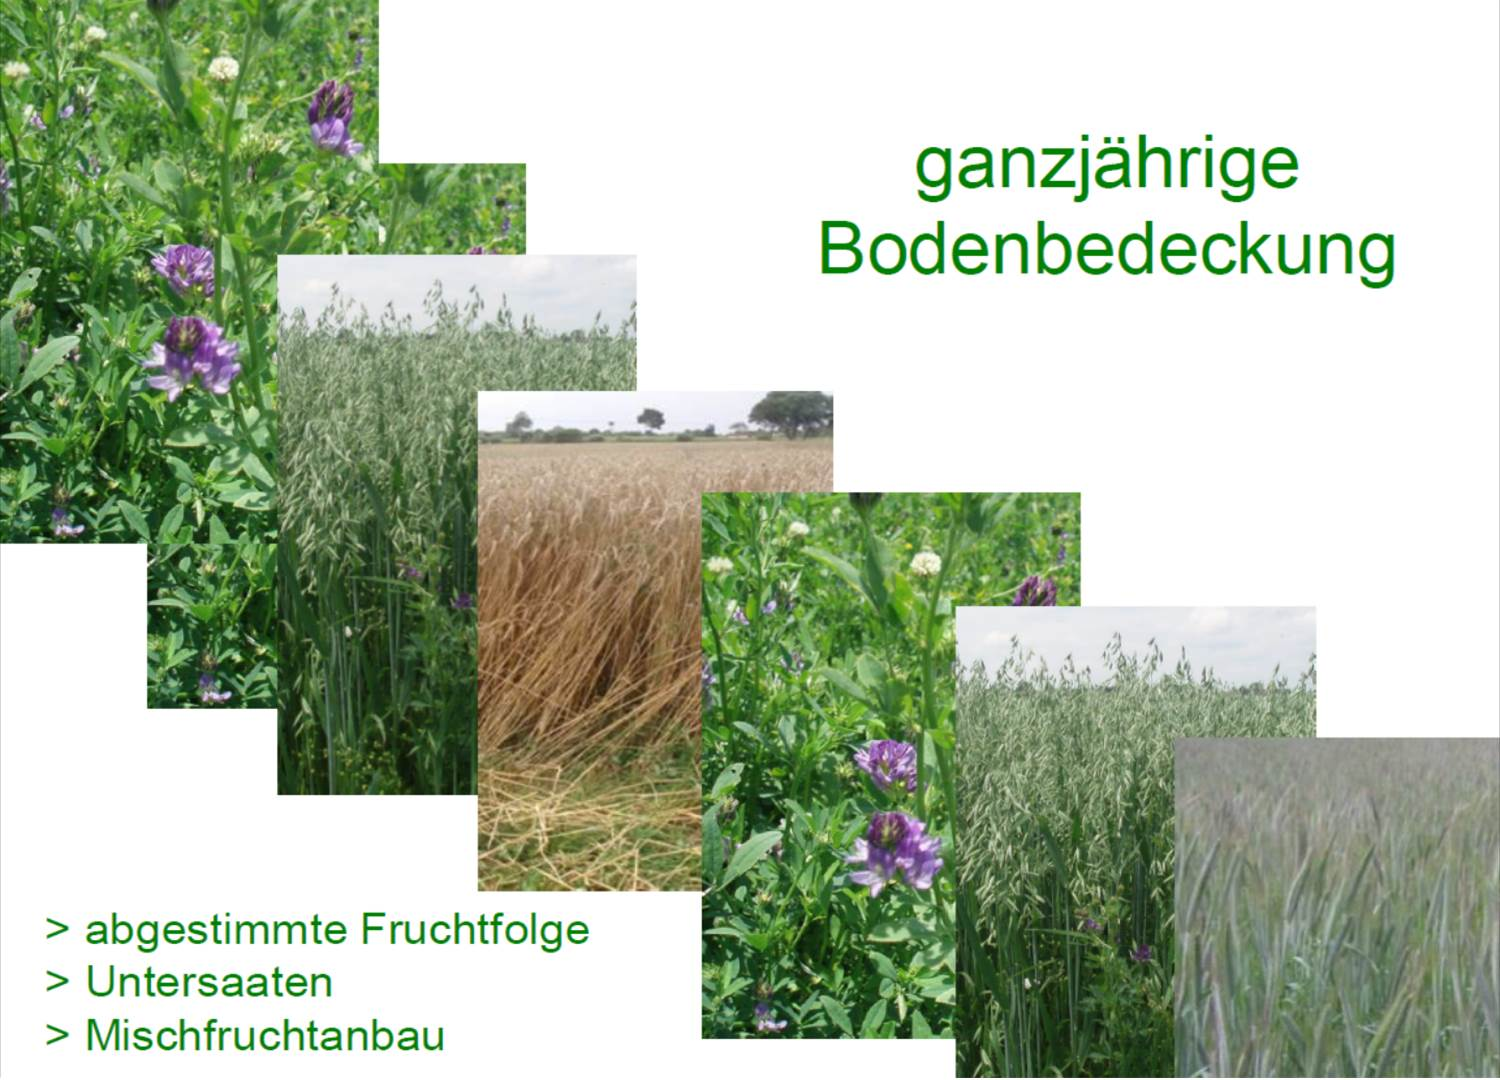 ganzjährige
Bodenbedeckung
> abgestimmte Fruchtfolge
> Untersaaten
> Mischfruchtanbau